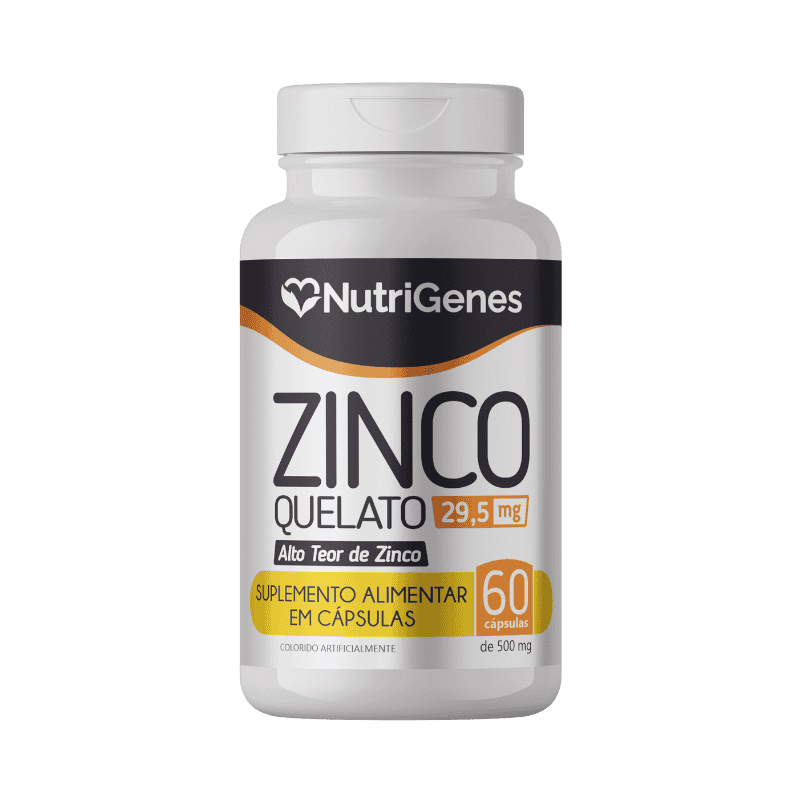 NutriGenes
ZINCO
QUELATO 29,5 mg
Alto Teor de Zinco
SUPLEMENTO ALIMENTAR
EM CÁPSULAS
60
cápsulas
COLORIDO ARTIFICIALMENTE
de 500 mg